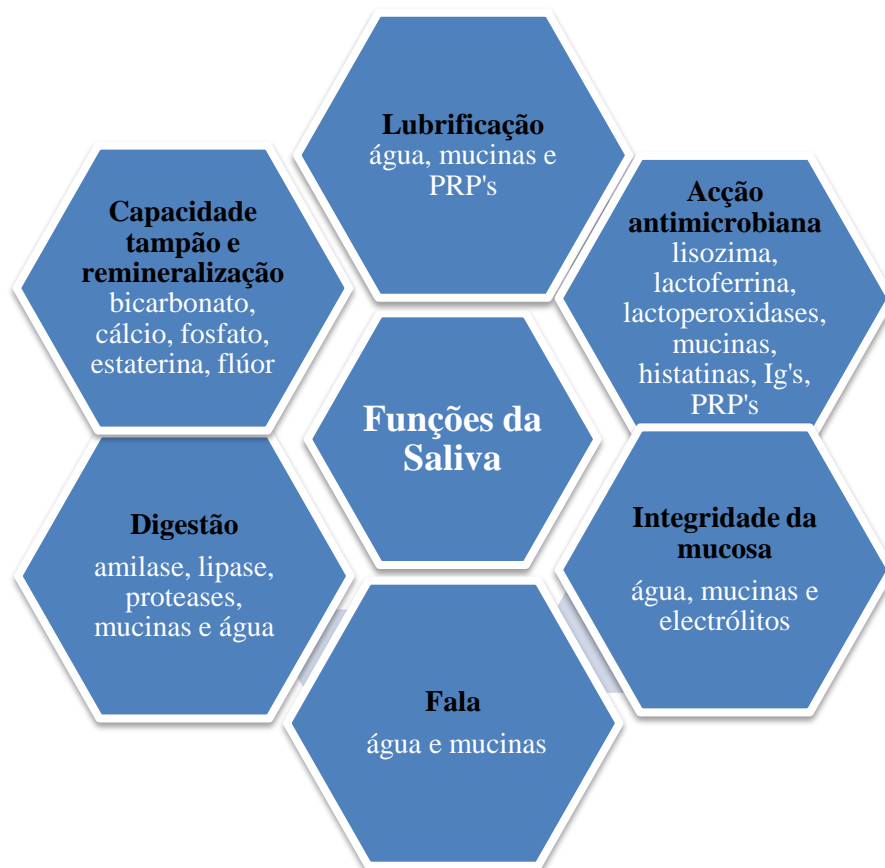 Lubrificação
água, mucinas e
PRP's
Capacidade
tampão e
remineralização
bicarbonato,
cálcio, fosfato,
estaterina, flúor
Acção
antimicrobiana
lisozima,
lactoferrina,
lactoperoxidases,
mucinas,
histatinas, Ig's,
PRP's
Funções da
Saliva
Digestão
amilase, lipase,
proteases,
mucinas e água
Integridade da
mucosa
água, mucinas e
electrólitos
Fala
água e mucinas